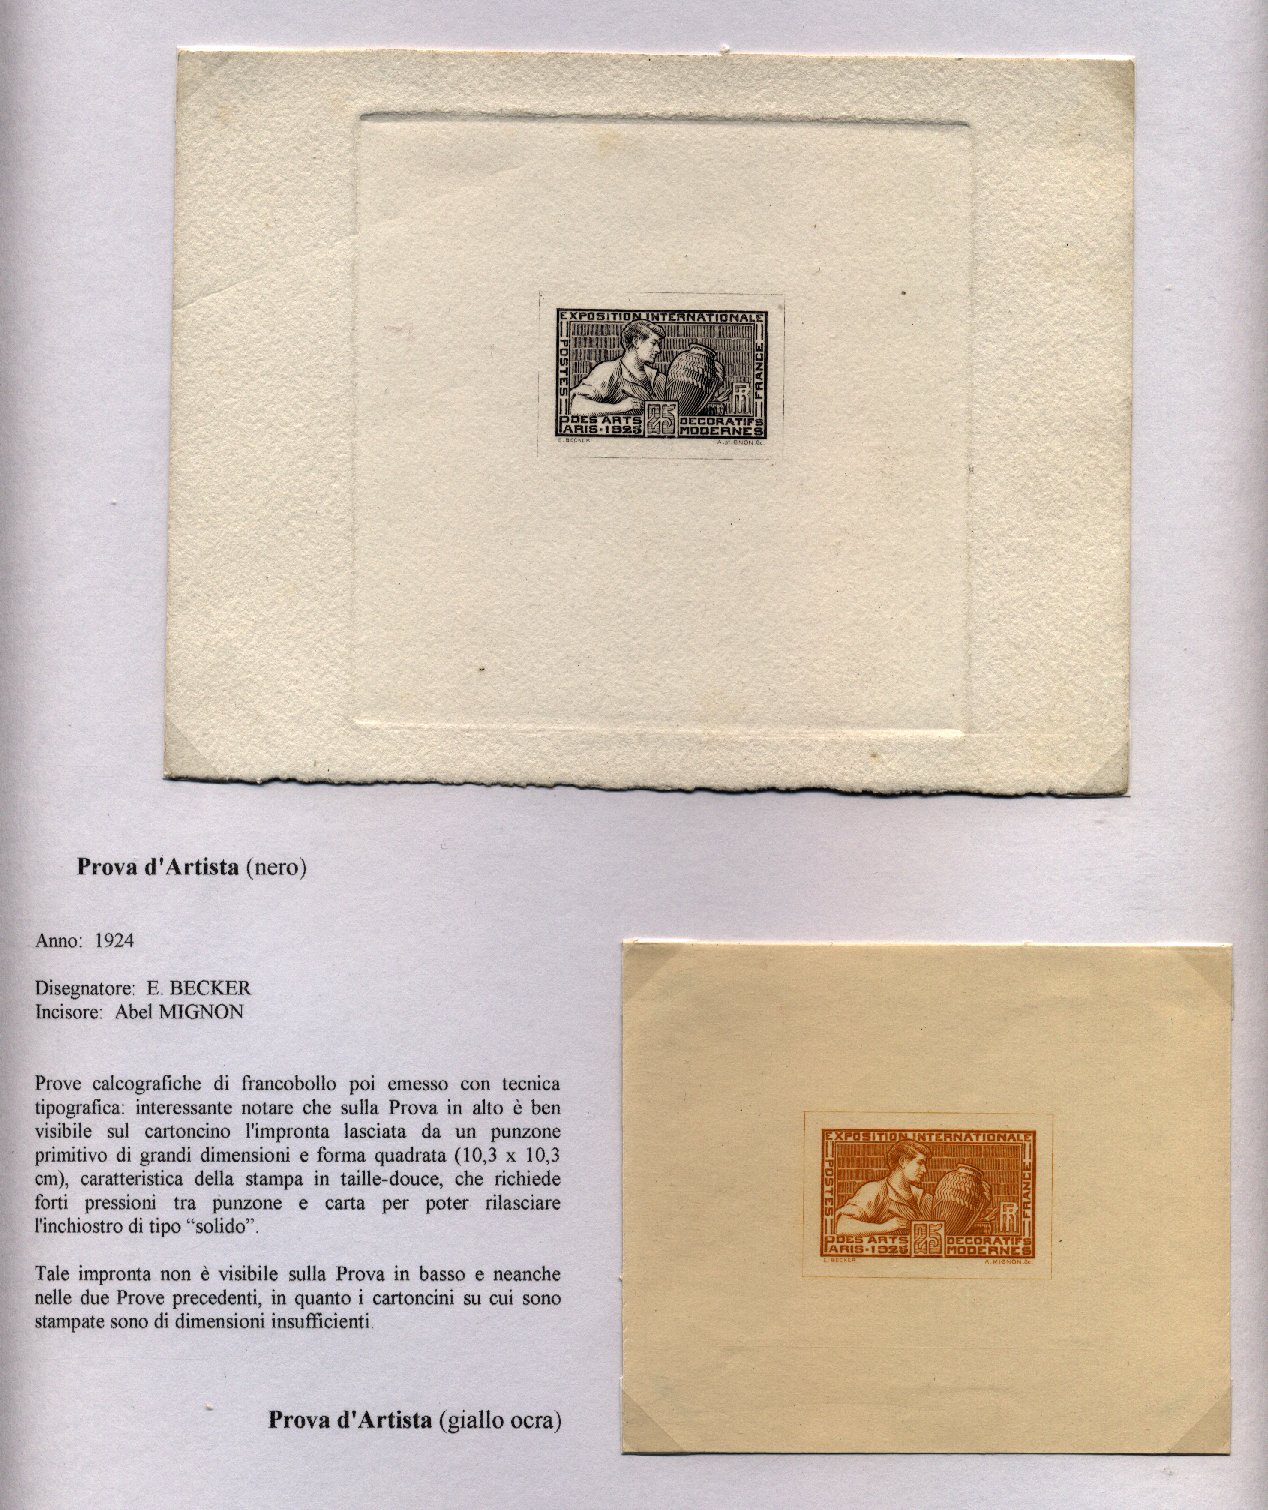 EXPOSITION INTERNATIONALE
POSTES
FRANCE
RF
DES ARTS 25 DECORATIFS
PARIS·1925 MODERNES
E. BECKER
Prova d'Artista (nero)
Anno: 1924
Disegnatore: E. BECKER
Incisore: Abel MIGNON
Prove calcografiche di francobollo poi emesso con tecnica
tipografica: interessante notare che sulla Prova in alto è ben
visibile sul cartoncino l'impronta lasciata da un punzone
primitivo di grandi dimensioni e forma quadrata (10,3 x 10,3
cm), caratteristica della stampa in taille-douce, che richiede
forti pressioni tra punzone e carta per poter rilasciare
l'inchiostro di tipo “solido”.
Tale impronta non è visibile sulla Prova in basso e neanche
nelle due Prove precedenti, in quanto i cartoncini su cui sono
stampate sono di dimensioni insufficienti.
Prova d'Artista (giallo ocra)
EXPOSITION INTERNATIONALE
POSTES
FRANCE
RF
DES ARTS 25 DECORATIFS
PARIS·1925 MODERNES
E. BECKER
A. MIGNON. Sc